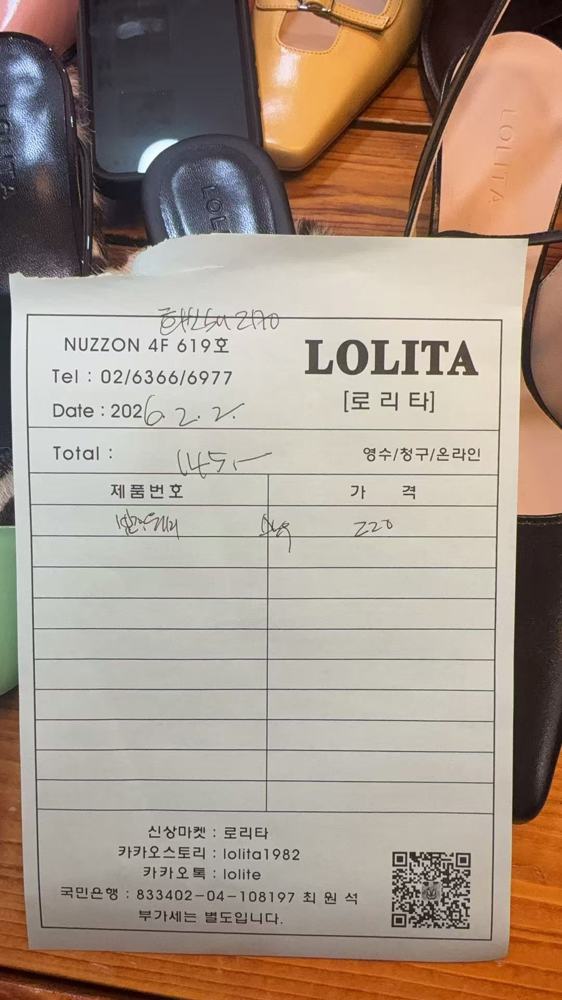 NUZZON 4F 619호
Tel : 02/6366/6977
Date : 2026. 2. 2.
LOLITA
[로리타]
Total : 145.-
영수/청구/온라인
제품번호 가 격
220
신상마켓 : 로리타
카카오스토리 : lolita1982
카카오톡 : lolite
국민은행 : 833402-04-108197 최 원 석
부가세는 별도입니다.
LOLITA
LOL
LOLITA